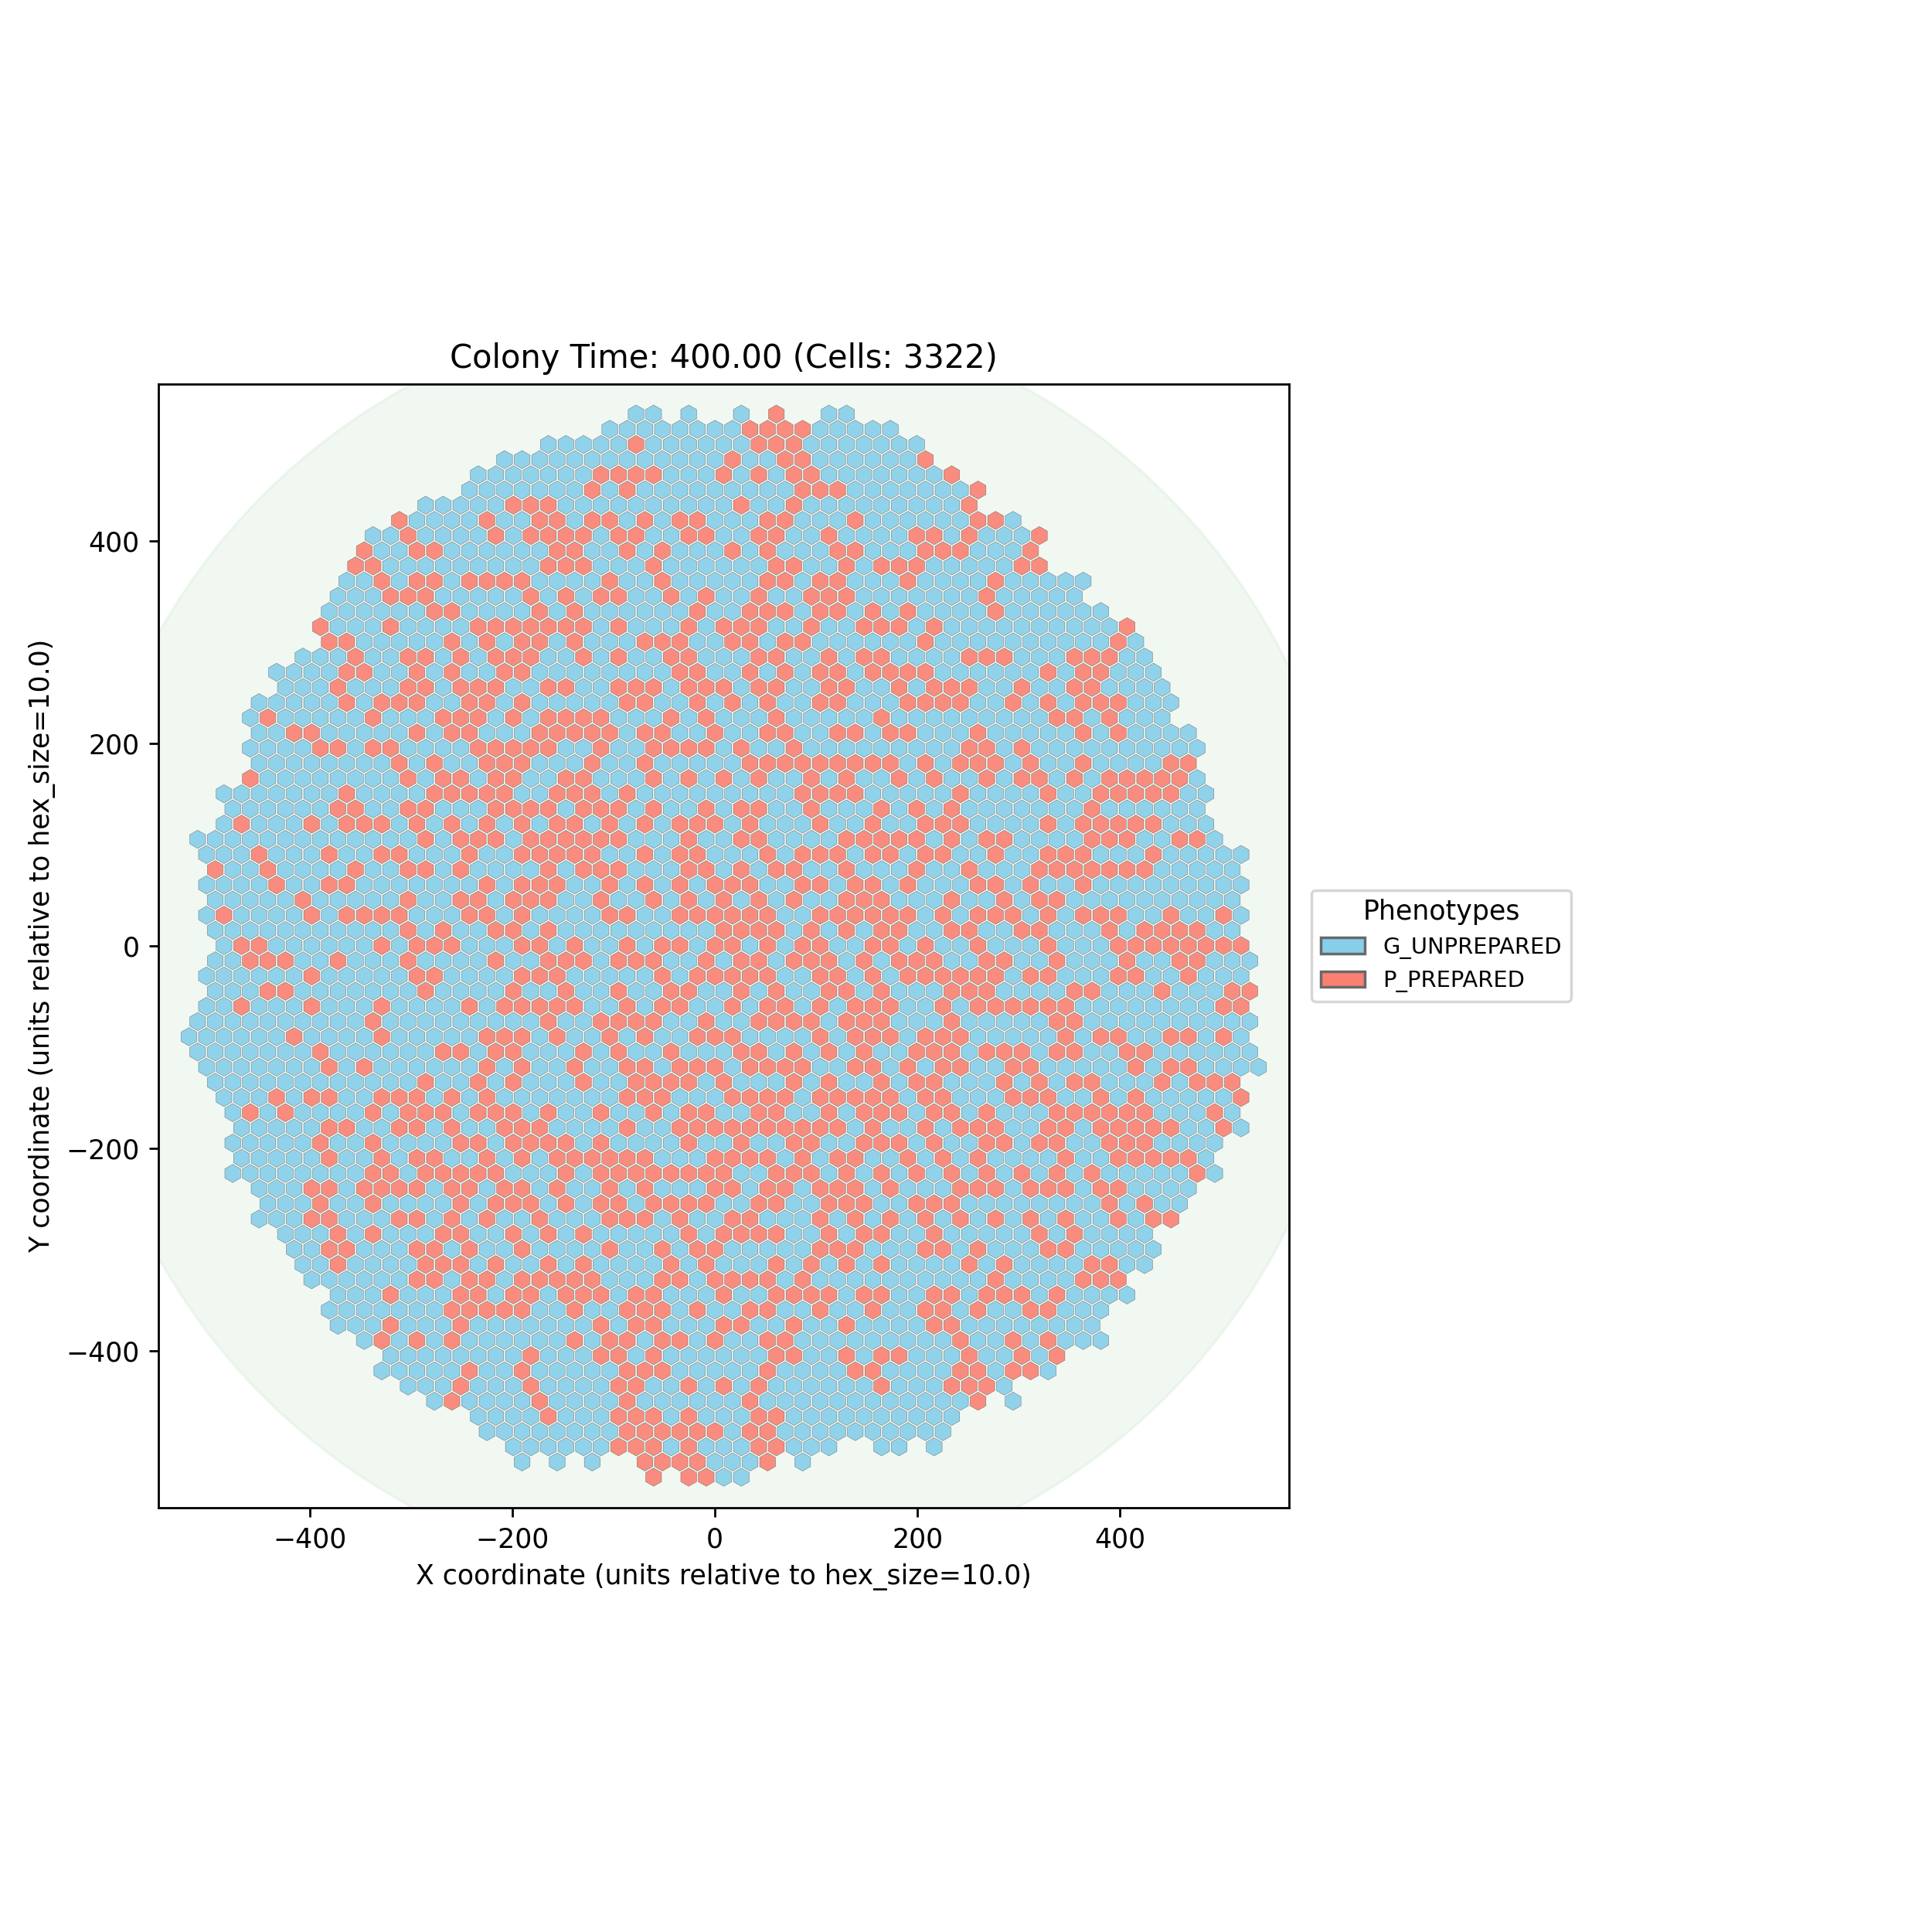 Colony Time: 400.00 (Cells: 3322)
Y coordinate (units relative to hex_size=10.0)
400
200
0
−200
−400
−400
−200
0
200
400
X coordinate (units relative to hex_size=10.0)
Phenotypes
G_UNPREPARED
P_PREPARED